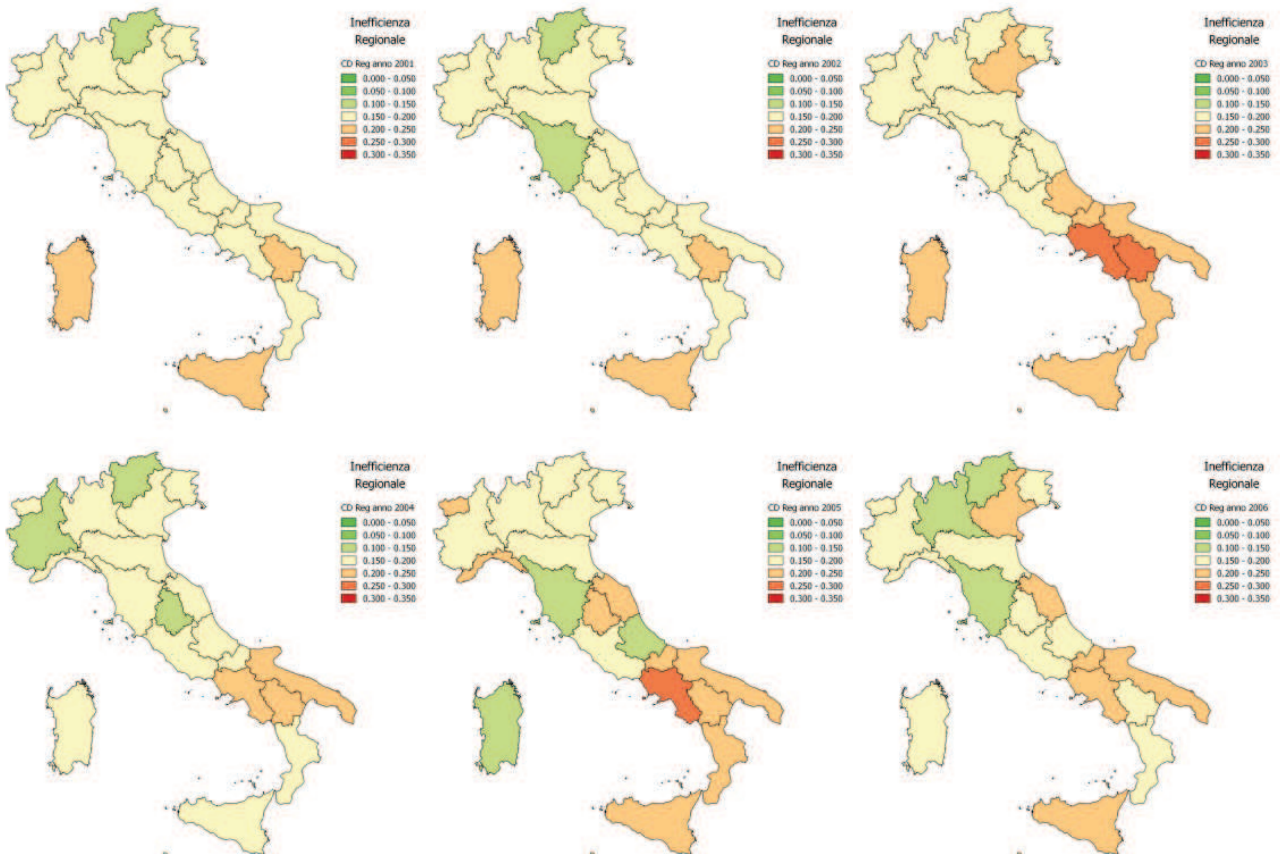 Inefficienza
Regionale
CD Reg anno 2001
0.000 - 0.050
0.050 - 0.100
0.100 - 0.150
0.150 - 0.200
0.200 - 0.250
0.250 - 0.300
0.300 - 0.350
Inefficienza
Regionale
CD Reg anno 2002
0.000 - 0.050
0.050 - 0.100
0.100 - 0.150
0.150 - 0.200
0.200 - 0.250
0.250 - 0.300
0.300 - 0.350
Inefficienza
Regionale
CD Reg anno 2003
0.000 - 0.050
0.050 - 0.100
0.100 - 0.150
0.150 - 0.200
0.200 - 0.250
0.250 - 0.300
0.300 - 0.350
Inefficienza
Regionale
CD Reg anno 2004
0.000 - 0.050
0.050 - 0.100
0.100 - 0.150
0.150 - 0.200
0.200 - 0.250
0.250 - 0.300
0.300 - 0.350
Inefficienza
Regionale
CD Reg anno 2005
0.000 - 0.050
0.050 - 0.100
0.100 - 0.150
0.150 - 0.200
0.200 - 0.250
0.250 - 0.300
0.300 - 0.350
Inefficienza
Regionale
CD Reg anno 2006
0.000 - 0.050
0.050 - 0.100
0.100 - 0.150
0.150 - 0.200
0.200 - 0.250
0.250 - 0.300
0.300 - 0.350